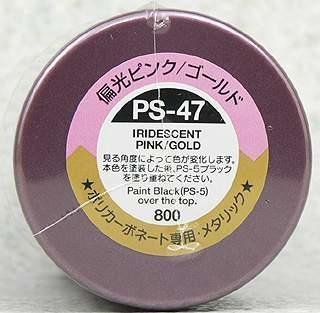 偏光ピンク/ゴールド
PS-47
IRIDESCENT
PINK/GOLD
見る角度によって色が変化します。
本色を塗装した後、PS-5ブラック
を塗り重ねてください。
Paint Black(PS-5)
over the top.
800
★ポリカーボネート専用・メタリック★